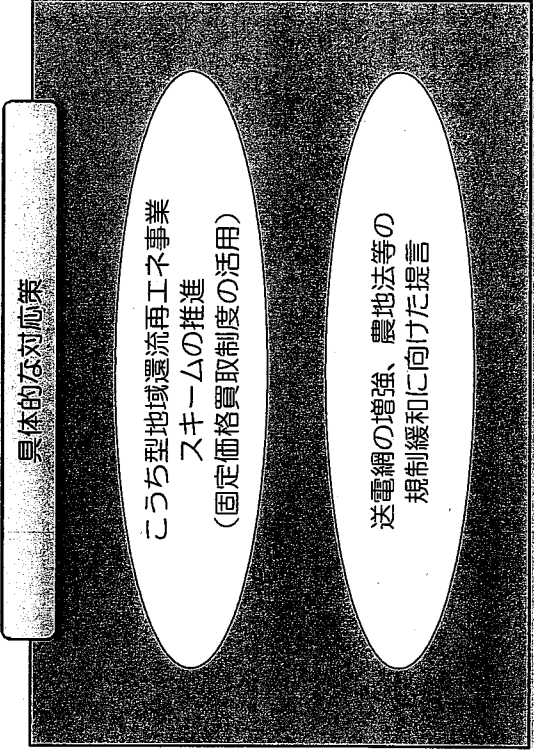 具体的な対応策
こうち型地域還流再エネ事業
スキームの推進
(固定価格買取制度の活用)
送電網の増強、農地法等の
規制緩和に向けた提言